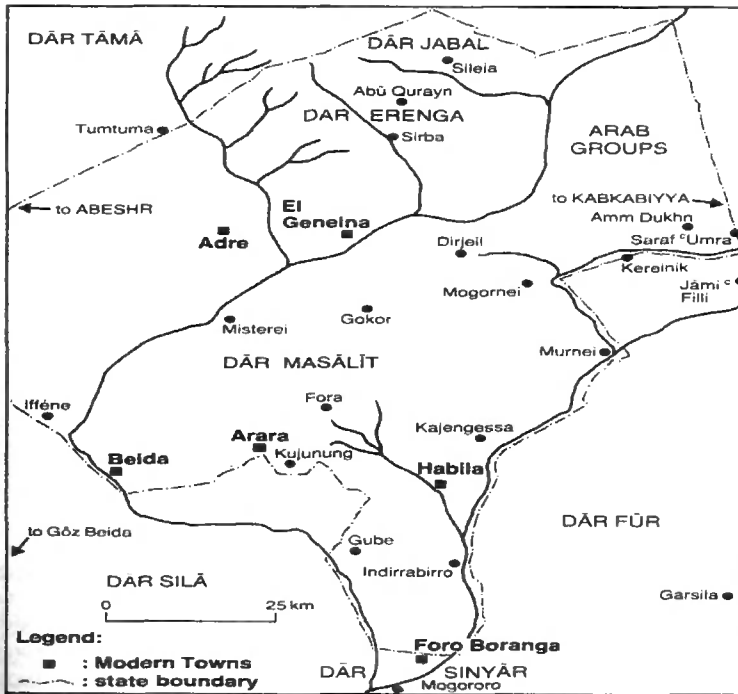 DĀR TĀMĀ
DĀR JABAL
Sileia
Abū Qurayn
DAR ERENGA
Tumtuma
Sirba
ARAB
GROUPS
to ABESHR
to KABKABIYYA
El
Geneina
Amm Dukhn
Adre
Saraf ᶜUmra
Dirjeil
Kereinik
Mogornei
Jāmi ᶜ
Filli
Gokor
Misterei
Murnei
DĀR MASĀLĪT
Fora
Ifféne
Kajengessa
Arara
Kujunung
Beida
Habila
to Gōz Beida
DĀR FŪR
Gube
Indirrabirro
DĀR SILĀ
Garsila
0 25 km
Legend:
: Modern Towns
: state boundary
Foro Boranga
DĀR SINYĀR
Mogororo